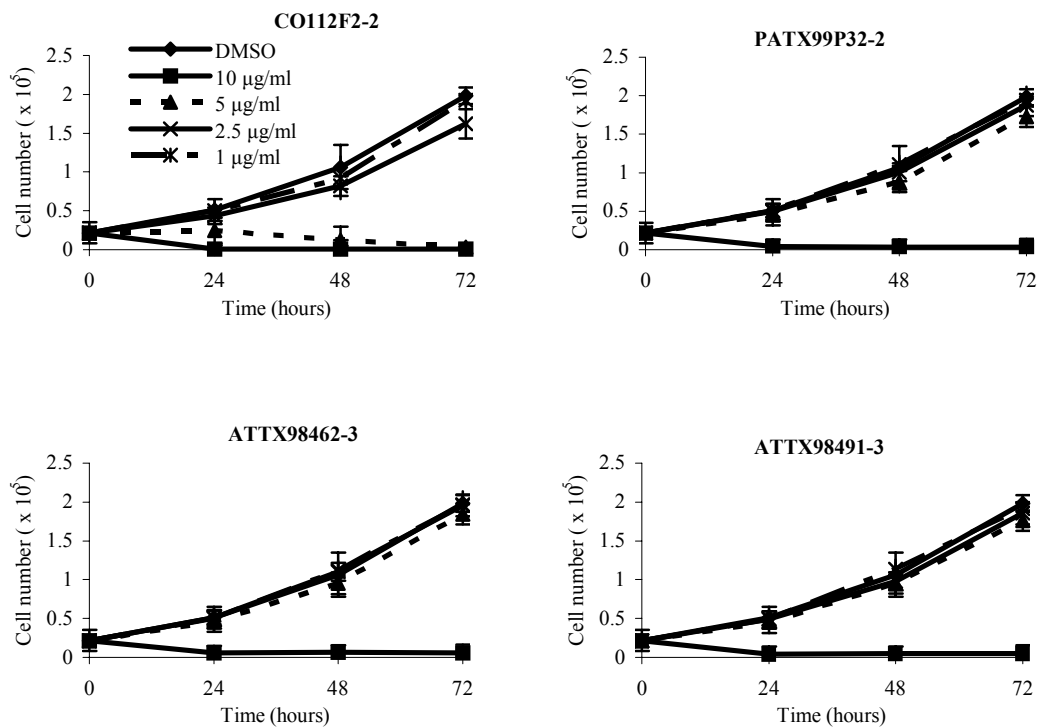 CO112F2-2
Cell number ( x 10⁵)
2.5
2
1.5
1
0.5
0
DMSO
10 µg/ml
5 µg/ml
2.5 µg/ml
1 µg/ml
0 24 48 72
Time (hours)
PATX99P32-2
Cell number ( x 10⁵)
2.5
2
1.5
1
0.5
0
0 24 48 72
Time (hours)
ATTX98462-3
Cell number ( x 10⁵)
2.5
2
1.5
1
0.5
0
0 24 48 72
Time (hours)
ATTX98491-3
Cell number ( x 10⁵)
2.5
2
1.5
1
0.5
0
0 24 48 72
Time (hours)